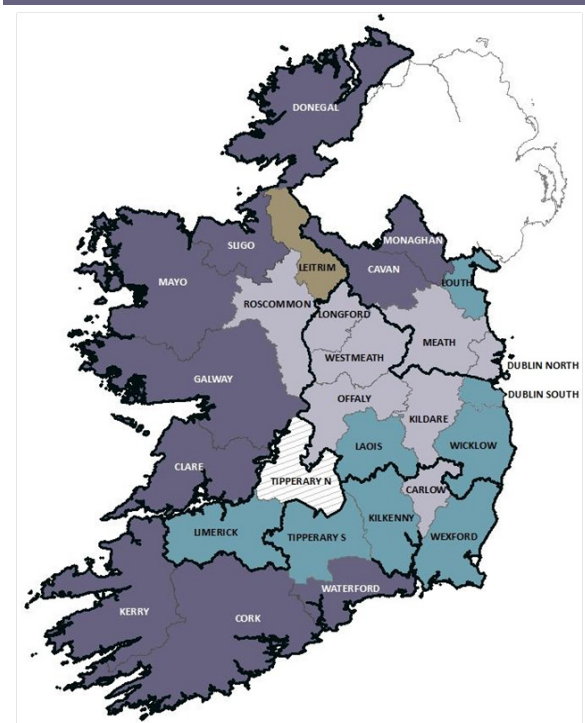 DONEGAL
MONAGHAN
SLIGO
CAVAN
LEITRIM
MAYO
LOUTH
ROSCOMMON
LONGFORD
MEATH
WESTMEATH
DUBLIN NORTH
GALWAY
DUBLIN SOUTH
OFFALY
KILDARE
LAOIS
WICKLOW
CLARE
TIPPERARY N
CARLOW
KILKENNY
LIMERICK
TIPPERARY S
WEXFORD
WATERFORD
KERRY
CORK